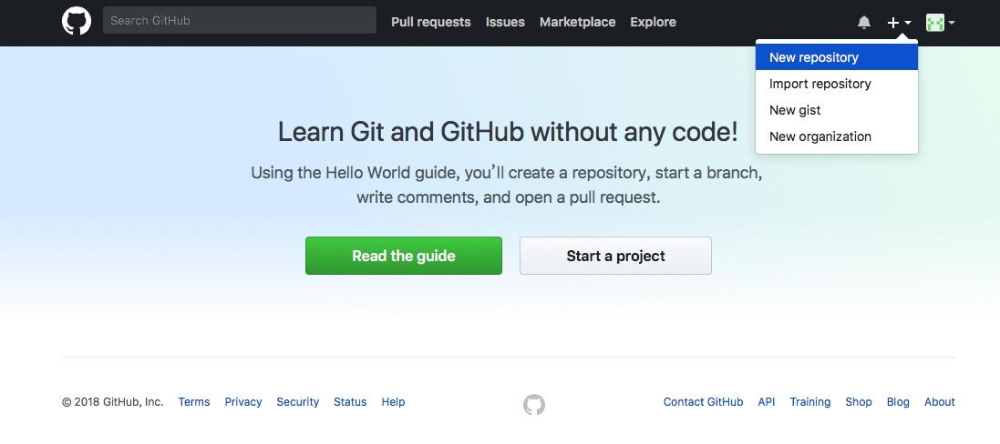 Search GitHub Pull requests Issues Marketplace Explore
New repository
Import repository
New gist
New organization
Learn Git and GitHub without any code!
Using the Hello World guide, you’ll create a repository, start a branch,
write comments, and open a pull request.
Read the guide Start a project
© 2018 GitHub, Inc. Terms Privacy Security Status Help Contact GitHub API Training Shop Blog About